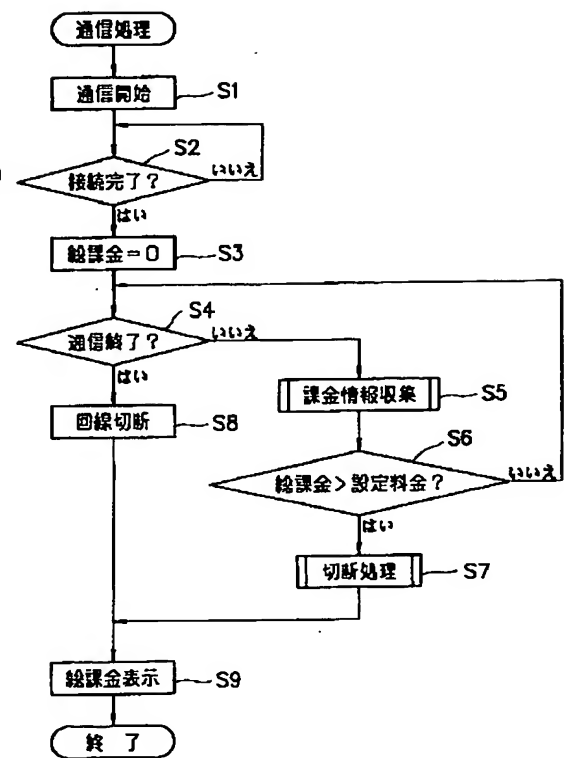 通信処理
通信開始
S1
S2
接続完了?
いいえ
はい
総課金=0
S3
S4
通信終了?
いいえ
はい
課金情報収集
S5
回線切断
S8
S6
総課金>設定料金?
いいえ
はい
切断処理
S7
総課金表示
S9
終了